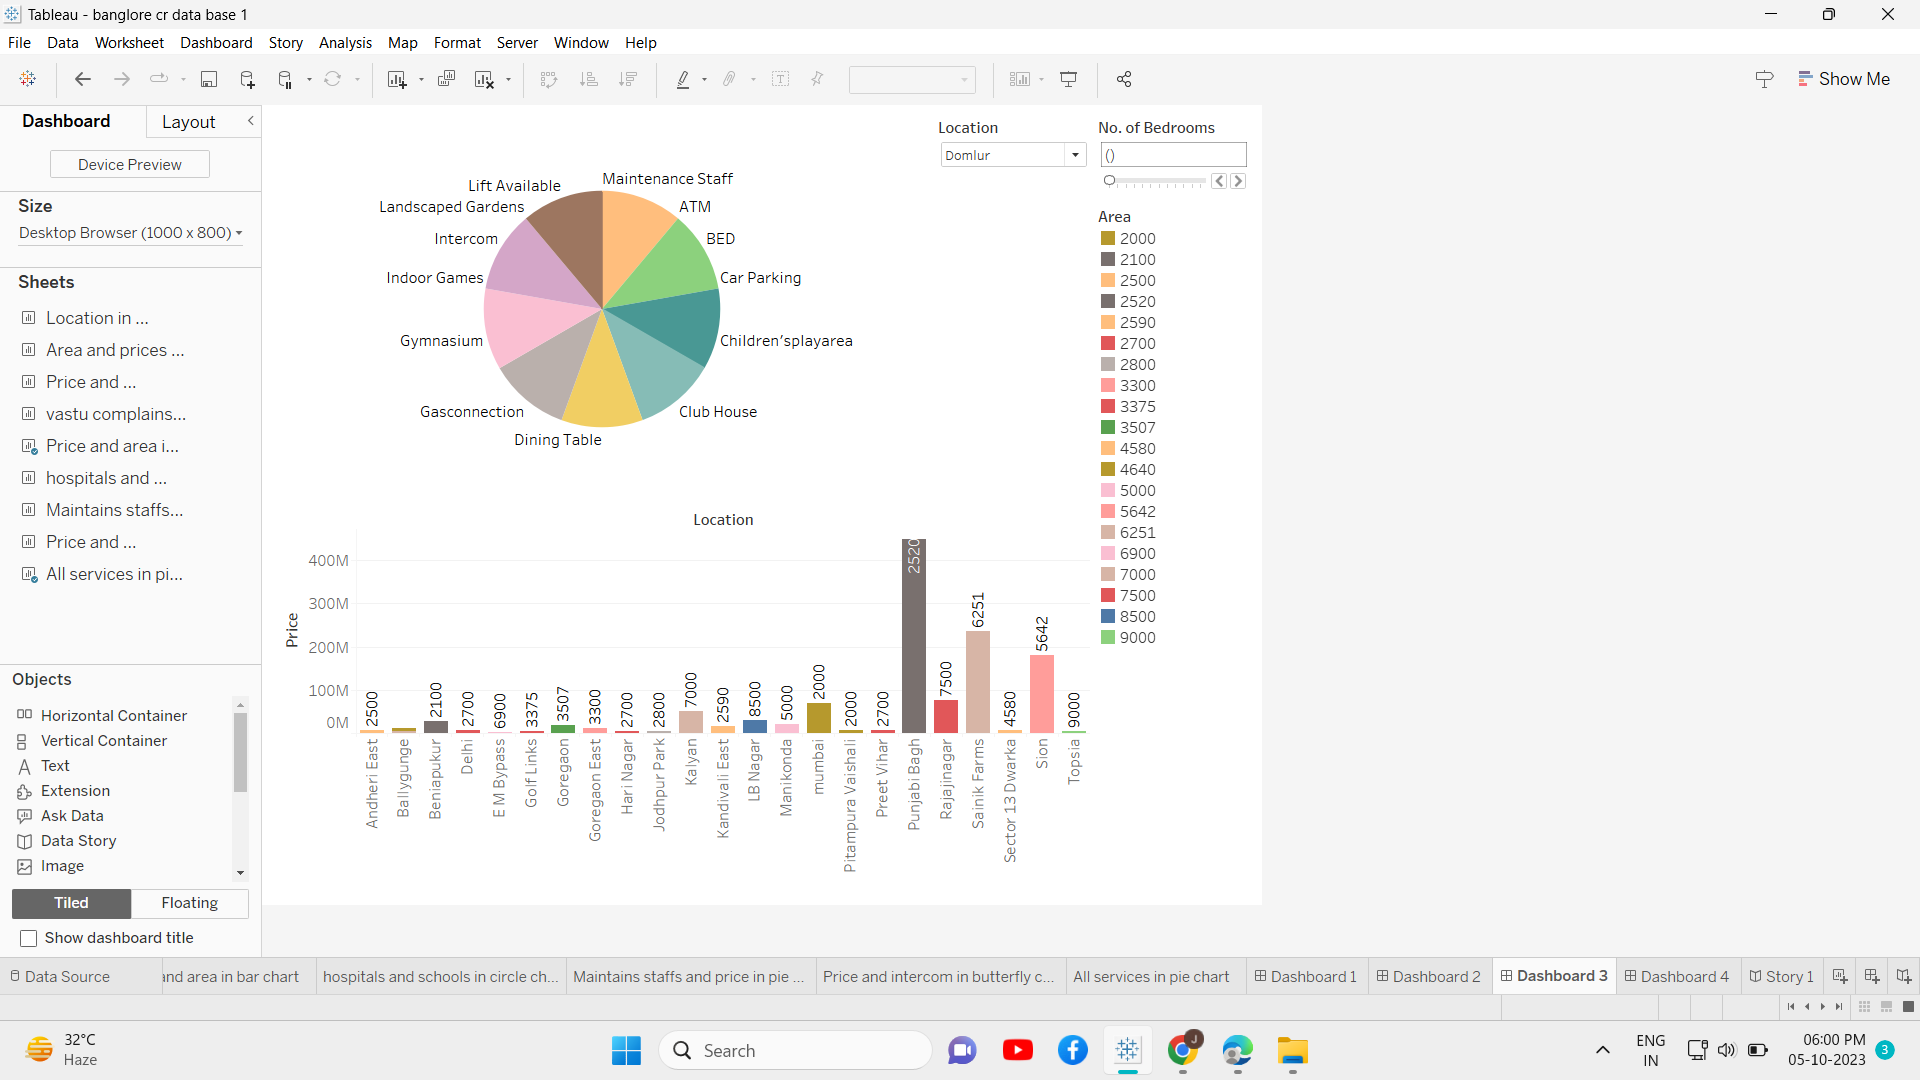 Tableau - banglore cr data base 1
File Data Worksheet Dashboard Story Analysis Map Format Server Window Help
Show Me
Dashboard Layout
Device Preview
Size
Desktop Browser (1000 x 800)
Sheets
Location in ...
Area and prices ...
Price and ...
vastu complains...
Price and area i...
hospitals and ...
Maintains staffs...
Price and ...
All services in pi...
Objects
Horizontal Container
Vertical Container
Text
Extension
Ask Data
Data Story
Image
Tiled Floating
Show dashboard title
Maintenance Staff
ATM
BED
Car Parking
Children'splayarea
Club House
Dining Table
Gasconnection
Gymnasium
Indoor Games
Intercom
Landscaped Gardens
Lift Available
Location
Domlur
No. of Bedrooms
()
Area
2000
2100
2500
2520
2590
2700
2800
3300
3375
3507
4580
4640
5000
5642
6251
6900
7000
7500
8500
9000
Location
Price
400M
300M
200M
100M
0M
2500
2100
2700
6900
3375
3507
3300
2700
2800
7000
2590
8500
5000
2000
2000
2700
2520
7500
6251
4580
5642
9000
Andheri East
Ballygunge
Beniapukur
Delhi
E M Bypass
Golf Links
Goregaon
Goregaon East
Hari Nagar
Jodhpur Park
Kalyan
Kandivali East
LB Nagar
Manikonda
mumbai
Pitampura Vaishali
Preet Vihar
Punjabi Bagh
Rajajinagar
Sainik Farms
Sector 13 Dwarka
Sion
Topsia
Data Source
and area in bar chart
hospitals and schools in circle ch...
Maintains staffs and price in pie ...
Price and intercom in butterfly c...
All services in pie chart
Dashboard 1
Dashboard 2
Dashboard 3
Dashboard 4
Story 1
32°C
Haze
Search
J
ENG
IN
06:00 PM
05-10-2023
3